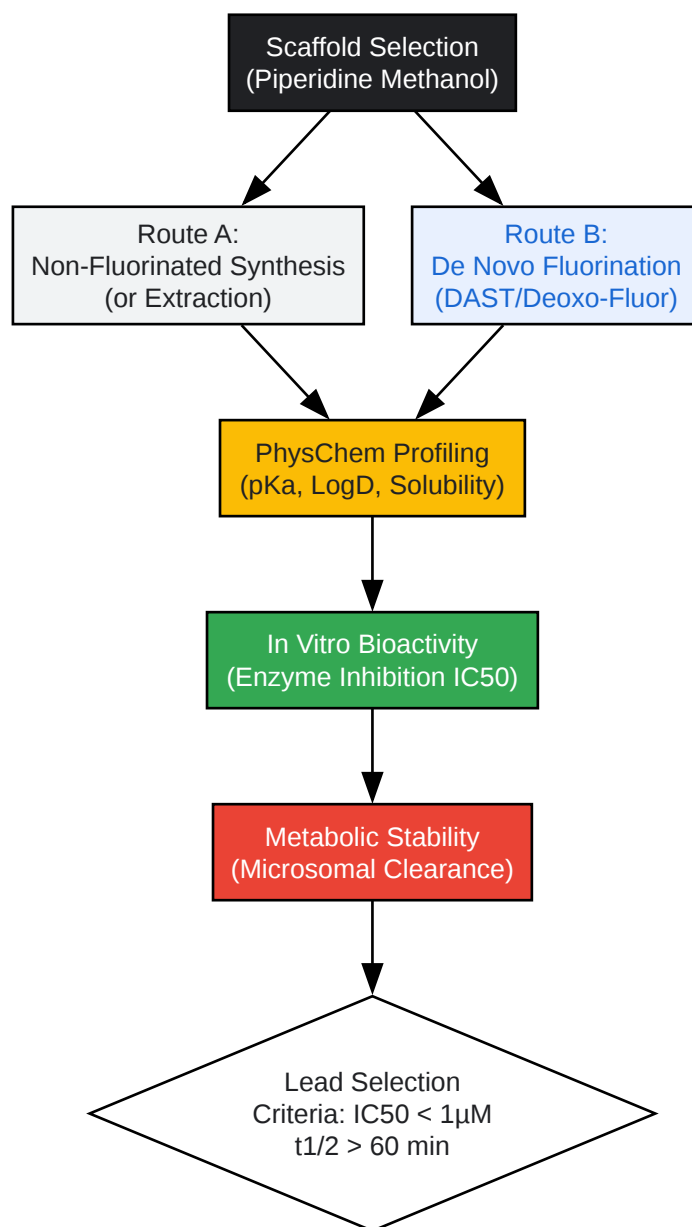 Scaffold Selection
(Piperidine Methanol)
Route A:
Non-Fluorinated Synthesis
(or Extraction)
Route B:
De Novo Fluorination
(DAST/Deoxo-Fluor)
PhysChem Profiling
(pKa, LogD, Solubility)
In Vitro Bioactivity
(Enzyme Inhibition IC50)
Metabolic Stability
(Microsomal Clearance)
Lead Selection
Criteria: IC50 < 1µM
t1/2 > 60 min